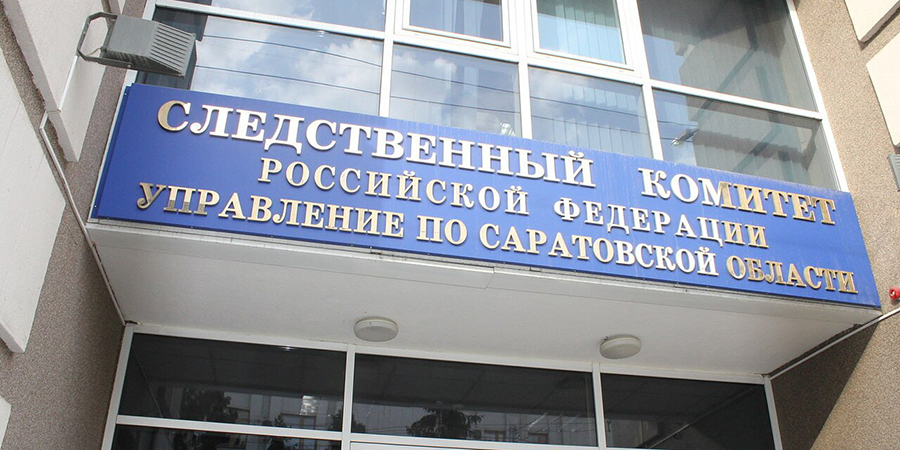 СЛЕДСТВЕННЫЙ КОМИТЕТ
РОССИЙСКОЙ ФЕДЕРАЦИИ
УПРАВЛЕНИЕ ПО САРАТОВСКОЙ ОБЛАСТИ